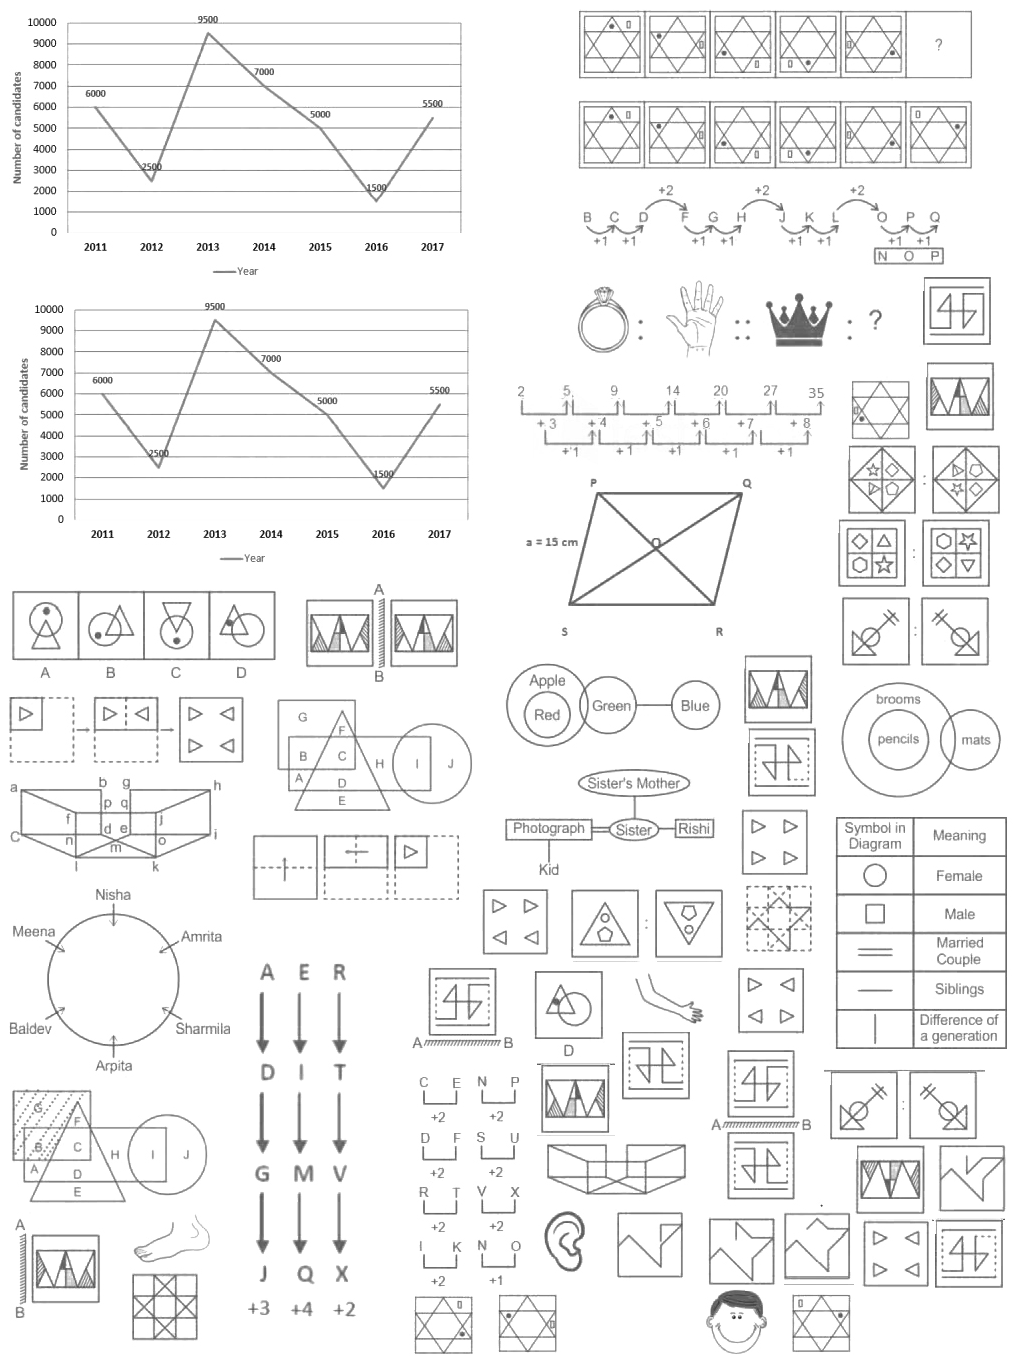 10000
9000
8000
7000
6000
5000
4000
3000
2000
1000
0
Number of candidates
6000
2500
9500
7000
5000
1500
5500
2011 2012 2013 2014 2015 2016 2017
Year
?
B C D F G H J K L O P Q
+2 +2 +2
+1 +1 +1 +1 +1 +1 +1 +1
N O P
: :: : ?
10000
9000
8000
7000
6000
5000
4000
3000
2000
1000
0
Number of candidates
6000
2500
9500
7000
5000
1500
5500
2011 2012 2013 2014 2015 2016 2017
Year
2 5 9 14 20 27 35
+3 +4 +5 +6 +7 +8
+1 +1 +1 +1 +1
P Q
a = 15 cm
O
S R
:
:
:
A B C D
A
B
Apple
Red
Green
Blue
brooms
pencils
mats
G
F
B C H I J
A D
E
a b g h
p q
f j
C n d e o i
m
l k
Sister's Mother
Photograph Sister Rishi
Kid
Symbol in Diagram Meaning
Female
Male
Married Couple
Siblings
Difference of a generation
Nisha
Meena Amrita
Baldev Sharmila
Arpita
A E R
D I T
G M V
J Q X
+3 +4 +2
:
A B
D
C E N P
+2 +2
D F S U
+2 +2
R T V X
+2 +2
I K N O
+2 +1
A B
:
G
F
B C H I J
A D
E
A
B